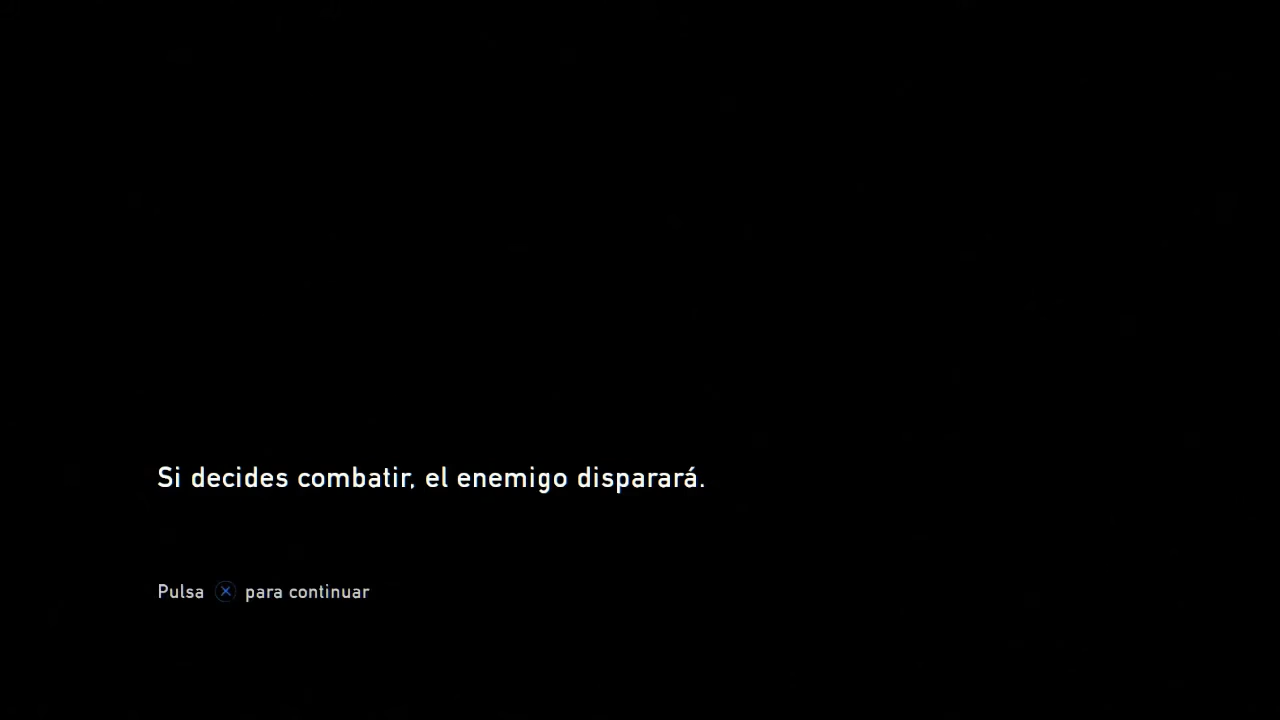 Si decides combatir, el enemigo disparará.
Pulsa ⓧ para continuar